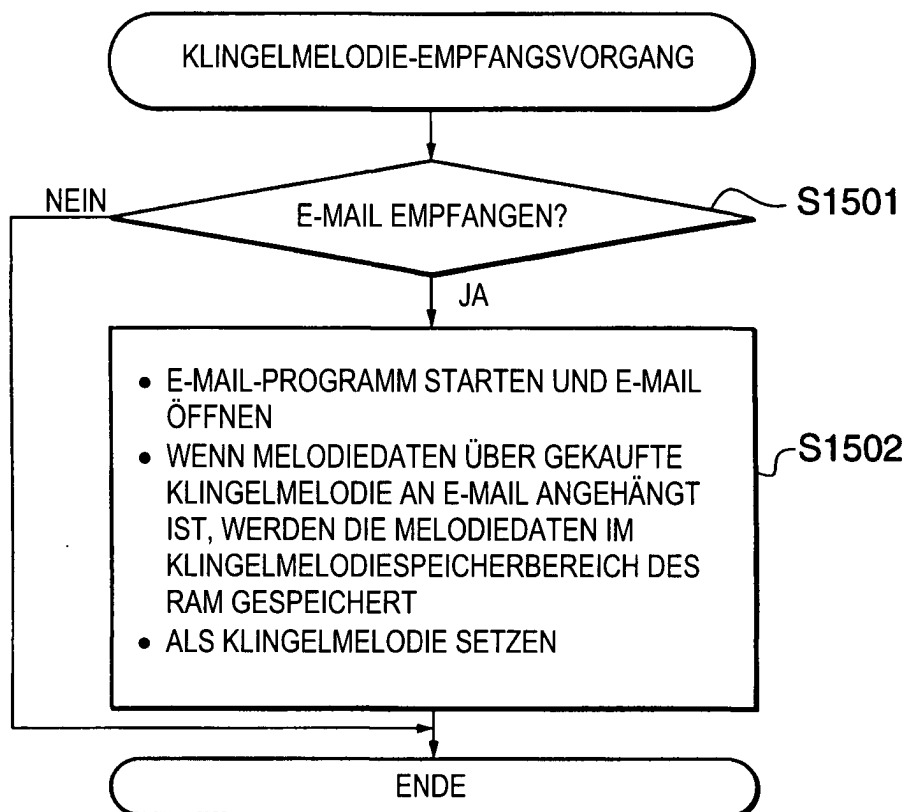 KLINGELMELODIE-EMPFANGSVORGANG
NEIN
E-MAIL EMPFANGEN?
S1501
JA
• E-MAIL-PROGRAMM STARTEN UND E-MAIL
ÖFFNEN
• WENN MELODIEDATEN ÜBER GEKAUFTE
KLINGELMELODIE AN E-MAIL ANGEHÄNGT
IST, WERDEN DIE MELODIEDATEN IM
KLINGELMELODIESPEICHERBEREICH DES
RAM GESPEICHERT
• ALS KLINGELMELODIE SETZEN
S1502
ENDE